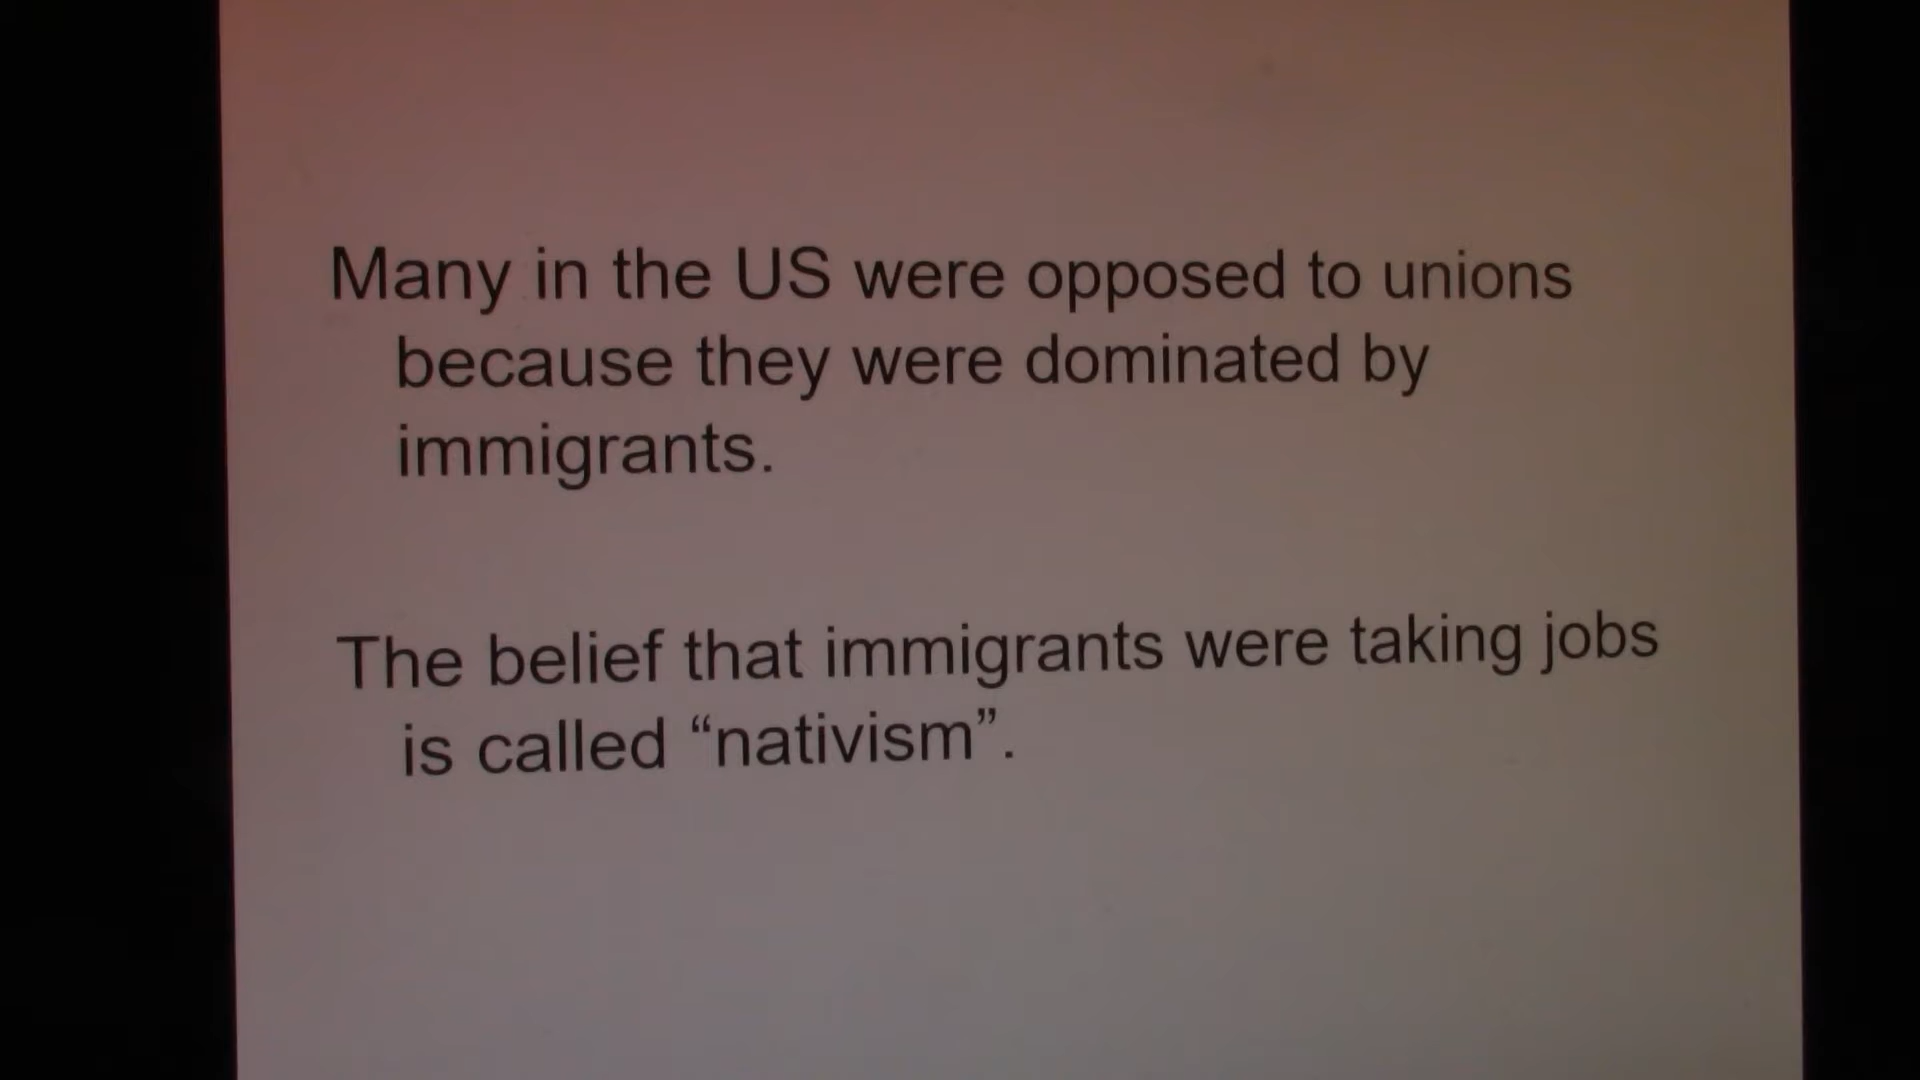 Many in the US were opposed to unions
because they were dominated by
immigrants.
The belief that immigrants were taking jobs
is called “nativism”.